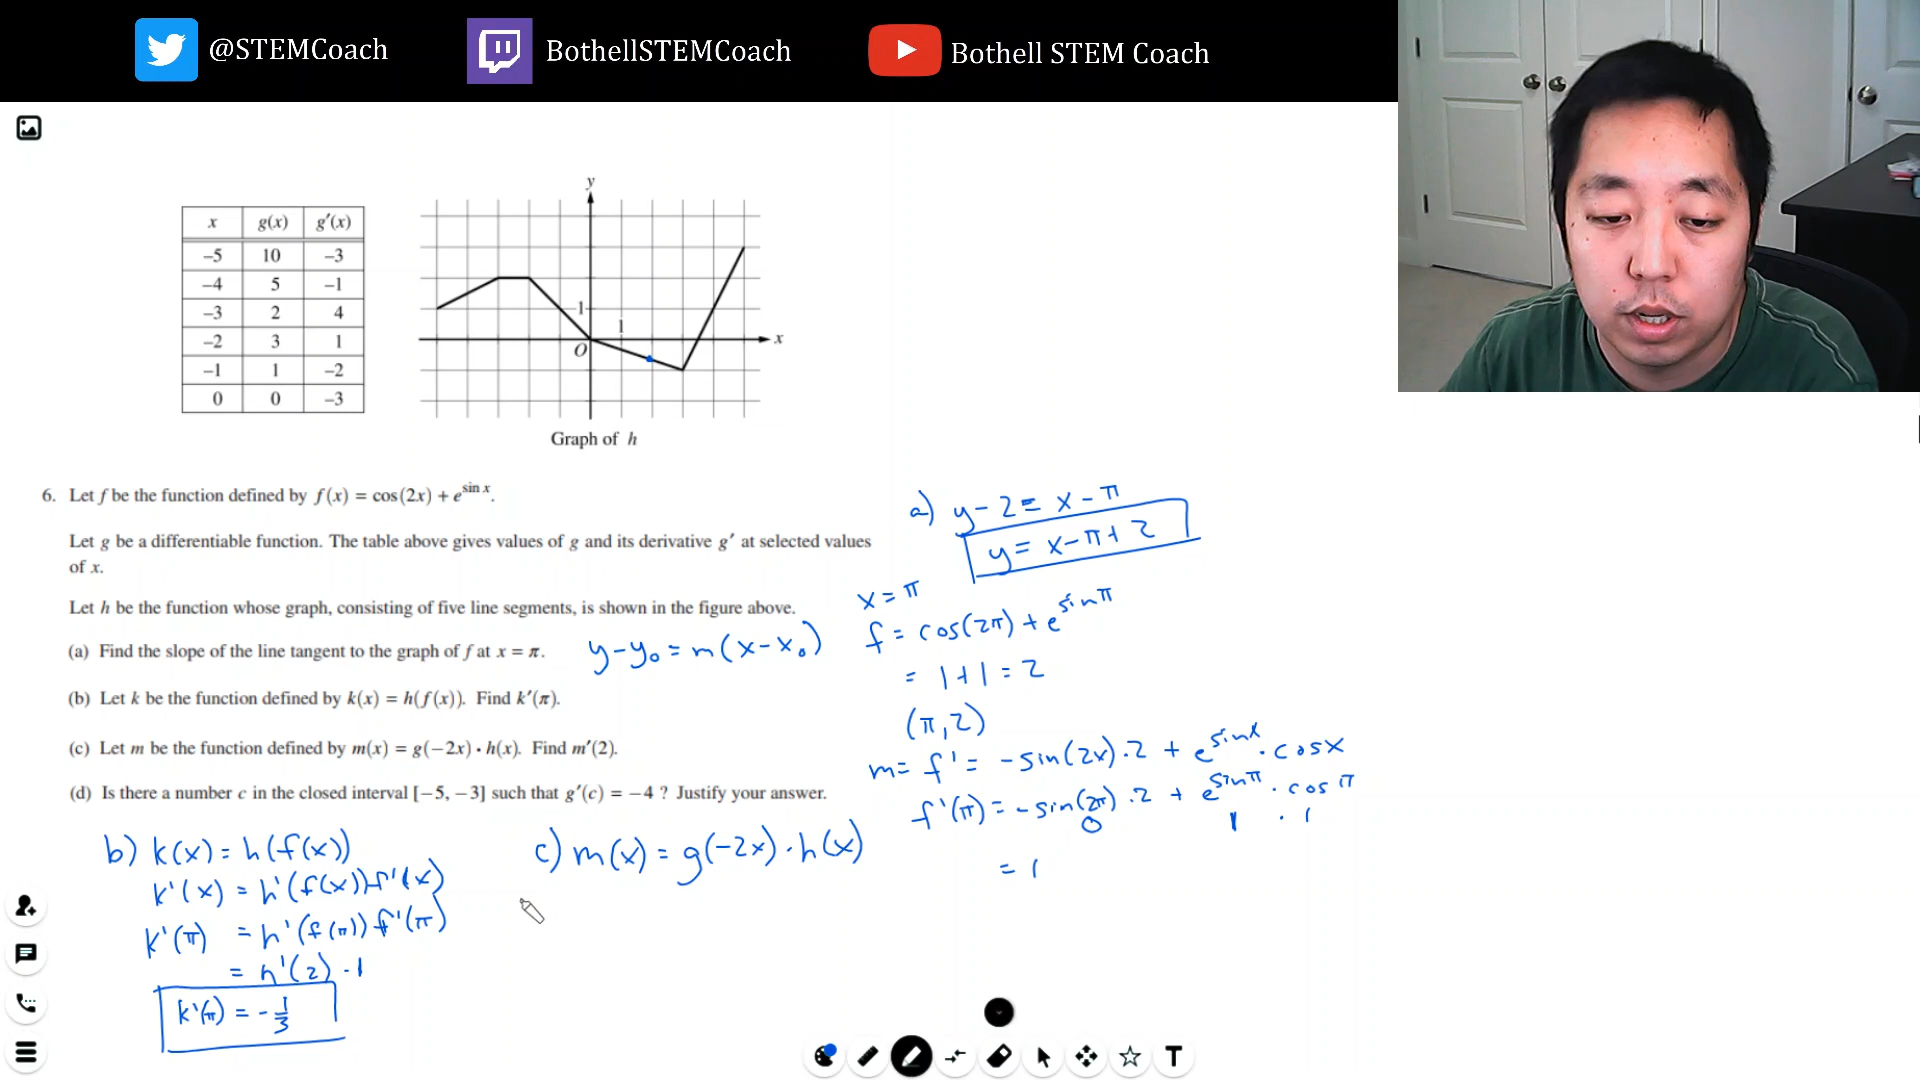 @STEMCoach
BothellSTEMCoach
Bothell STEM Coach
x g(x) g′(x)
−5 10 −3
−4 5 −1
−3 2 4
−2 3 1
−1 1 −2
0 0 −3
y
1
1
O
x
Graph of h
6. Let f be the function defined by f(x) = cos(2x) + e^{sin x}.
Let g be a differentiable function. The table above gives values of g and its derivative g′ at selected values
of x.
Let h be the function whose graph, consisting of five line segments, is shown in the figure above.
(a) Find the slope of the line tangent to the graph of f at x = π.
(b) Let k be the function defined by k(x) = h(f(x)). Find k′(π).
(c) Let m be the function defined by m(x) = g(−2x) • h(x). Find m′(2).
(d) Is there a number c in the closed interval [−5, −3] such that g′(c) = −4 ? Justify your answer.
y-y₀ = m(x-x₀)
a) y-2 = x-π
y = x-π+2
x = π
f = cos(2π) + e^{sinπ}
= 1+1 = 2
(π,2)
m = f' = -sin(2x)·2 + e^{sinx}·cosx
f'(π) = -sin(2π)·2 + e^{sinπ}·cosπ
0 1 · 1
= 1
b) k(x) = h(f(x))
k'(x) = h'(f(x))f'(x)
k'(π) = h'(f(π))f'(π)
= h'(2)·1
k'(π) = -1/3
c) m(x) = g(-2x)·h(x)
T